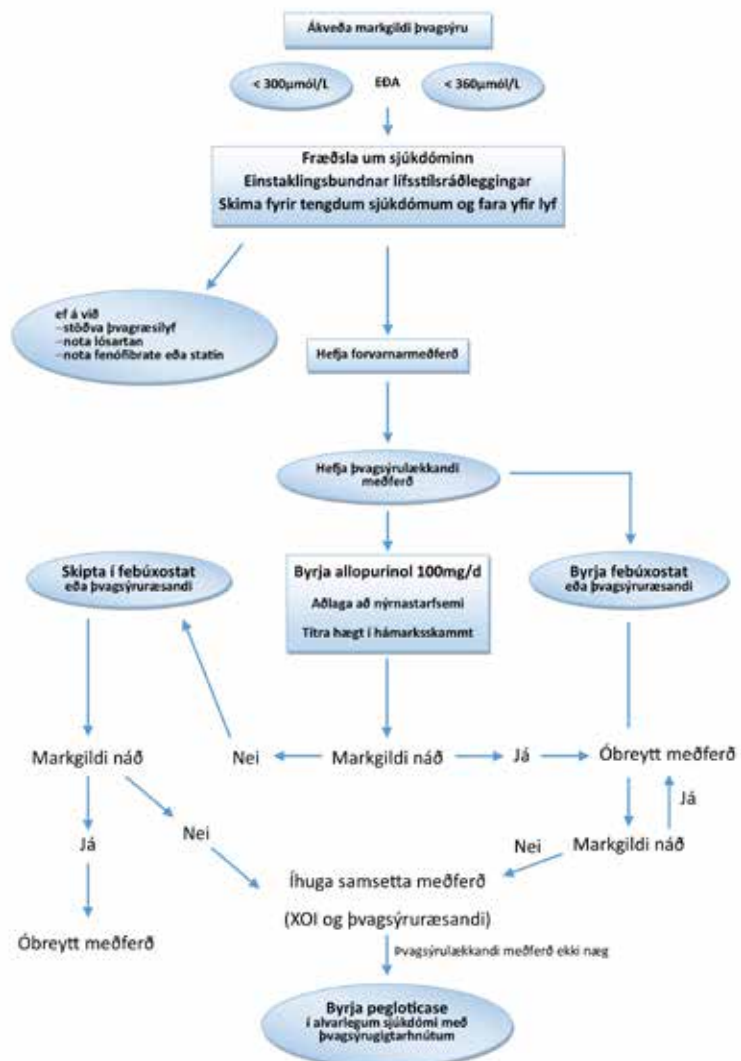 Ákveða markgildi þvagsýru
< 300µmól/L
EÐA
< 360µmól/L
Fræðsla um sjúkdóminn
Einstaklingsbundnar lífsstílsráðleggingar
Skima fyrir tengdum sjúkdómum og fara yfir lyf
ef á við
–stöðva þvagræsilyf
–nota lósartan
–nota fenófibrate eða statín
Hefja forvarnarmeðferð
Hefja þvagsýrulækkandi
meðferð
Skipta í febúxostat
eða þvagsýruræsandi
Byrja allopurinol 100mg/d
Aðlaga að nýrnastarfsemi
Títra hægt í hámarksskammt
Byrja febúxostat
eða þvagsýruræsandi
Markgildi náð
Nei
Markgildi náð
Já
Óbreytt meðferð
Já
Nei
Nei
Markgildi náð
Já
Íhuga samsetta meðferð
(XOI og þvagsýruræsandi)
Óbreytt meðferð
Þvagsýrulækkandi meðferð ekki næg
Byrja pegloticase
í alvarlegum sjúkdómi með
þvagsýrugigtarhnútum